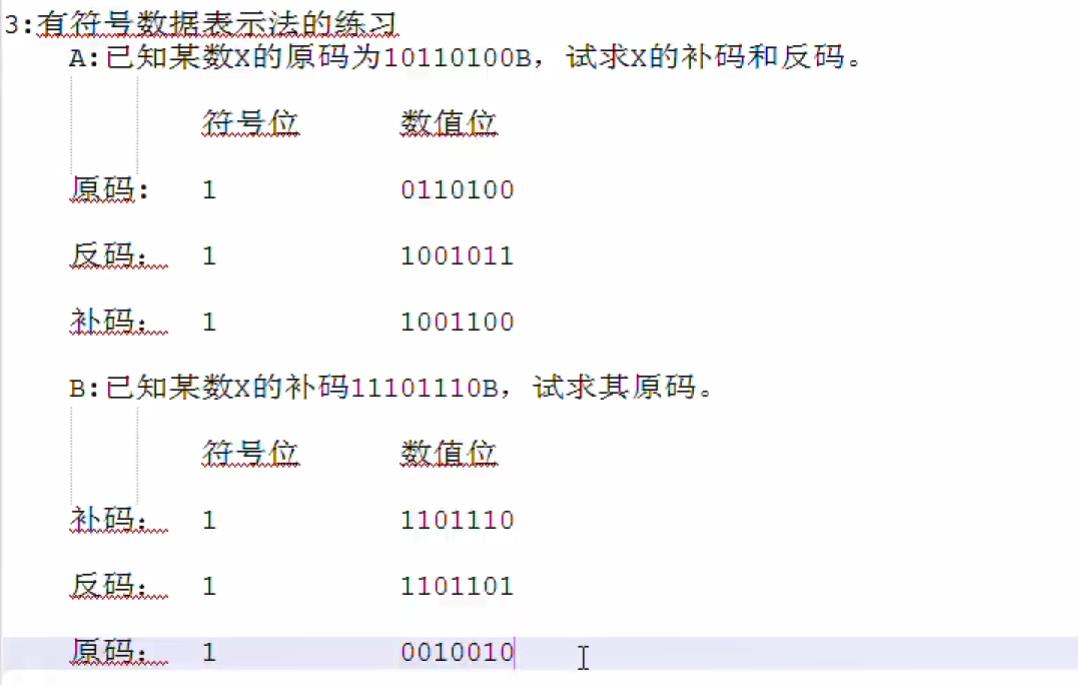 3:有符号数据表示法的练习
A:已知某数X的原码为10110100B，试求X的补码和反码。
符号位 数值位
原码: 1 0110100
反码： 1 1001011
补码： 1 1001100
B:已知某数X的补码11101110B，试求其原码。
符号位 数值位
补码： 1 1101110
反码： 1 1101101
原码： 1 0010010